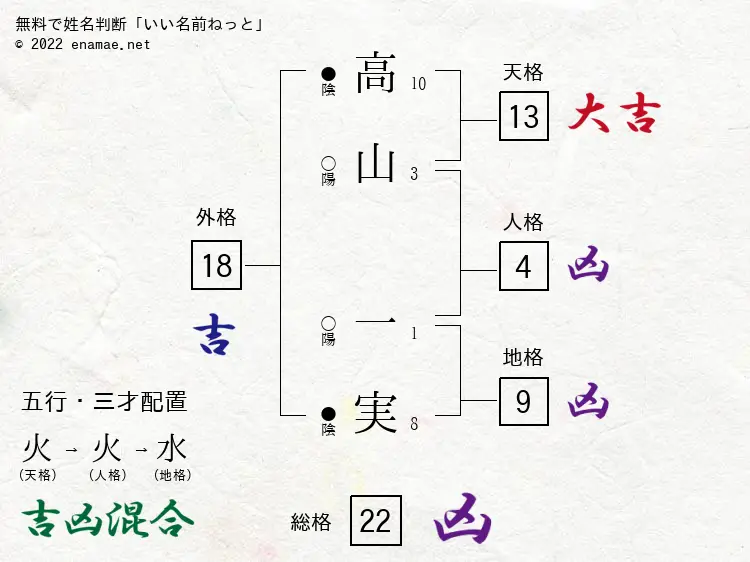 無料で姓名判断「いい名前ねっと」
© 2022 enamae.net
●陰 高 10
○陽 山 3
○陽 一 1
●陰 実 8
天格
13 大吉
人格
4 凶
地格
9 凶
外格
18
吉
五行・三才配置
火 → 火 → 水
(天格) (人格) (地格)
吉凶混合
総格 22 凶